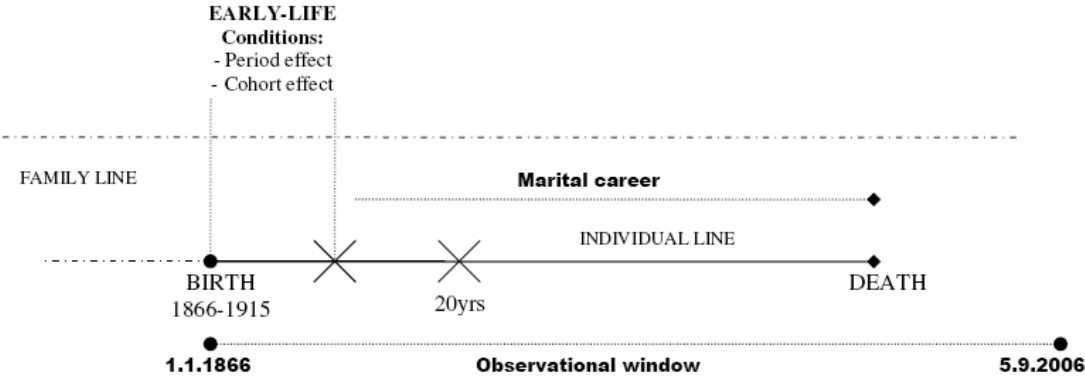 EARLY-LIFE
Conditions:
- Period effect
- Cohort effect
FAMILY LINE
Marital career
INDIVIDUAL LINE
BIRTH
1866-1915
20yrs
DEATH
1.1.1866
Observational window
5.9.2006